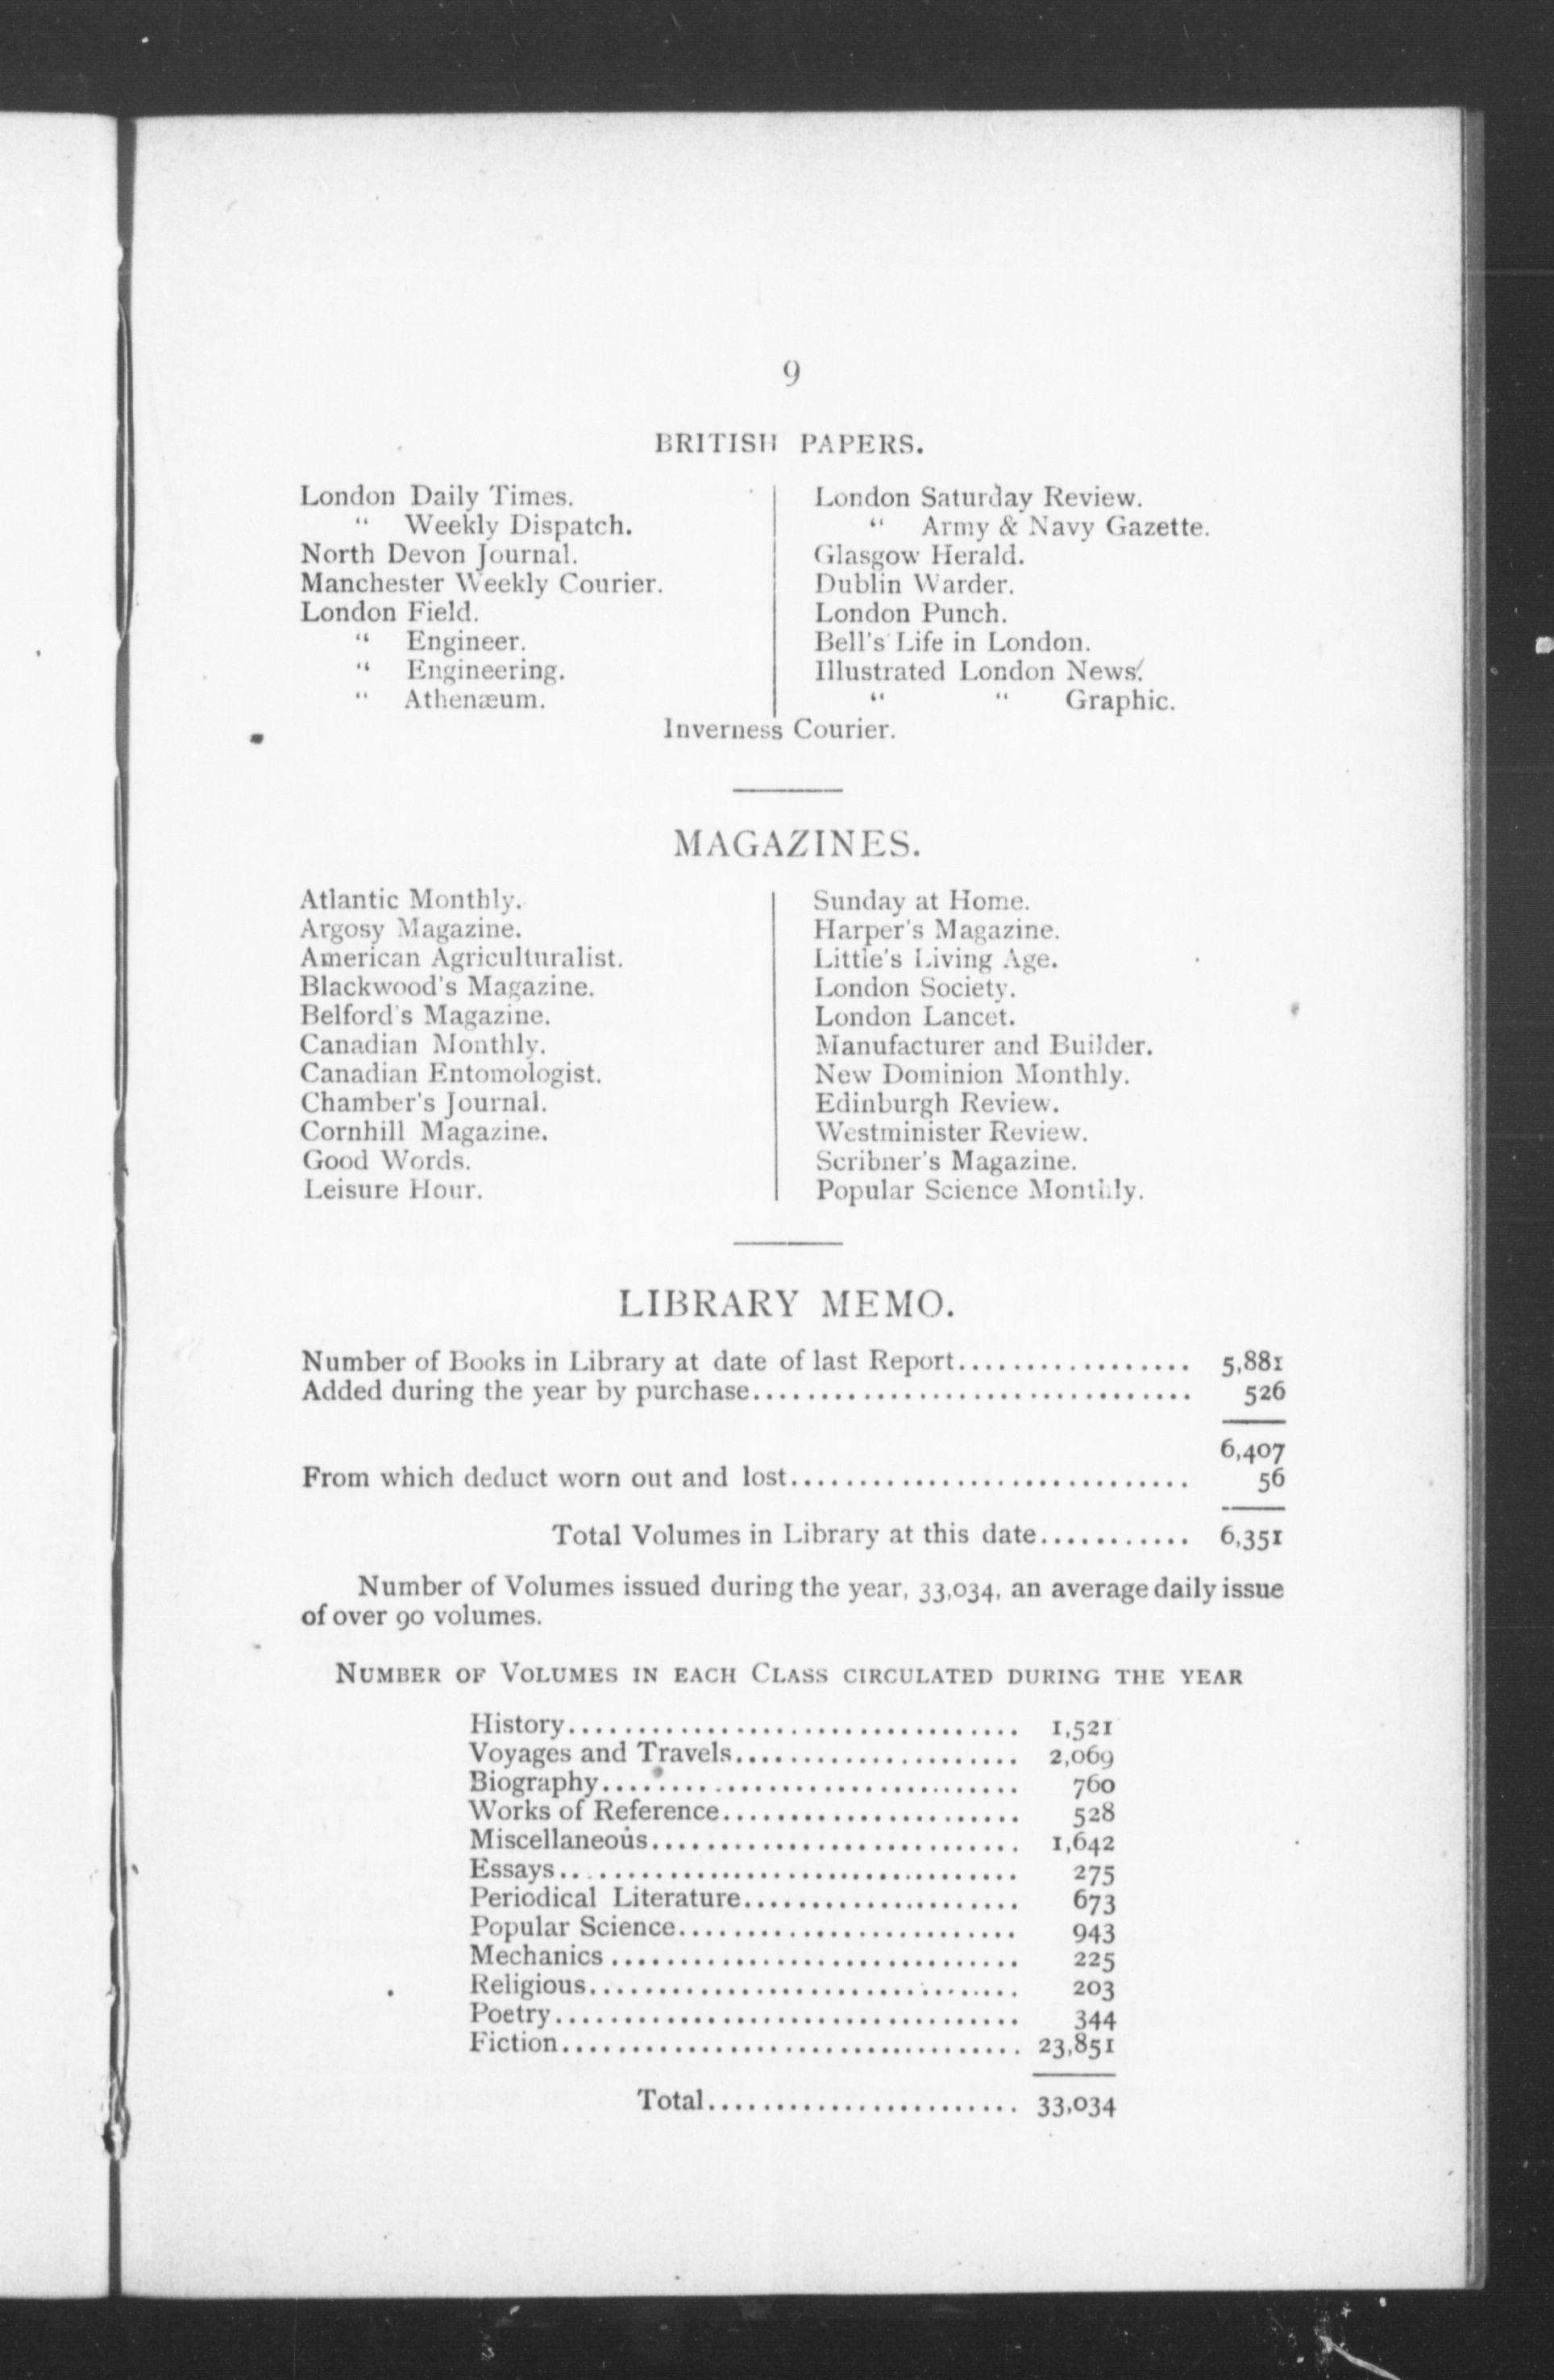 9
BRITISH PAPERS.
London Daily Times.
“ Weekly Dispatch.
North Devon Journal.
Manchester Weekly Courier.
London Field.
“ Engineer.
“ Engineering.
“ Athenæum.
London Saturday Review.
“ Army & Navy Gazette.
Glasgow Herald.
Dublin Warder.
London Punch.
Bell's Life in London.
Illustrated London News.
“ “ Graphic.
Inverness Courier.
MAGAZINES.
Atlantic Monthly.
Argosy Magazine.
American Agriculturalist.
Blackwood's Magazine.
Belford's Magazine.
Canadian Monthly.
Canadian Entomologist.
Chamber's Journal.
Cornhill Magazine.
Good Words.
Leisure Hour.
Sunday at Home.
Harper's Magazine.
Little's Living Age.
London Society.
London Lancet.
Manufacturer and Builder.
New Dominion Monthly.
Edinburgh Review.
Westminister Review.
Scribner's Magazine.
Popular Science Monthly.
LIBRARY MEMO.
Number of Books in Library at date of last Report................. 5,881
Added during the year by purchase................................ 526
6,407
From which deduct worn out and lost............................. 56
Total Volumes in Library at this date........... 6,351
Number of Volumes issued during the year, 33,034, an average daily issue
of over 90 volumes.
NUMBER OF VOLUMES IN EACH CLASS CIRCULATED DURING THE YEAR
History................................. 1,521
Voyages and Travels..................... 2,069
Biography.............................. 760
Works of Reference...................... 528
Miscellaneous........................... 1,642
Essays................................. 275
Periodical Literature.................... 673
Popular Science......................... 943
Mechanics .............................. 225
Religious............................... 203
Poetry.................................. 344
Fiction.................................. 23,851
Total....................... 33,034